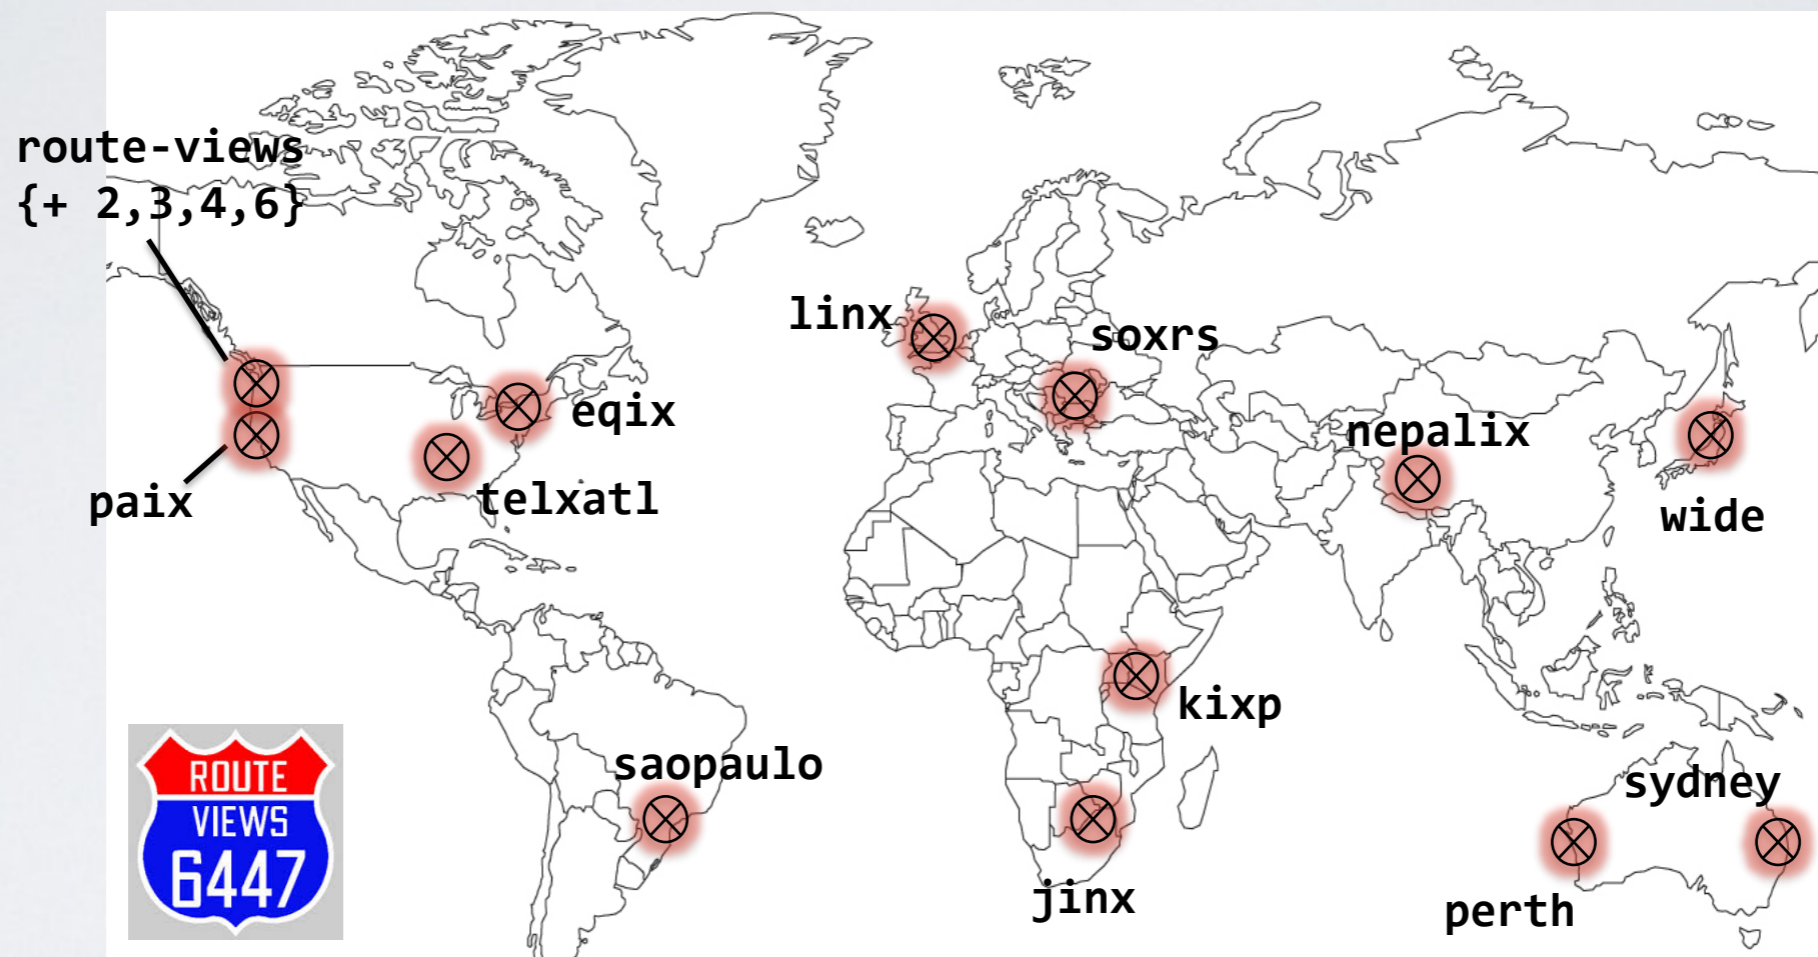 route-views
{+ 2,3,4,6}
linx
soxrs
eqix
nepalix
telxatl
paix
wide
kixp
saopaulo
sydney
jinx
perth
ROUTE
VIEWS
6447